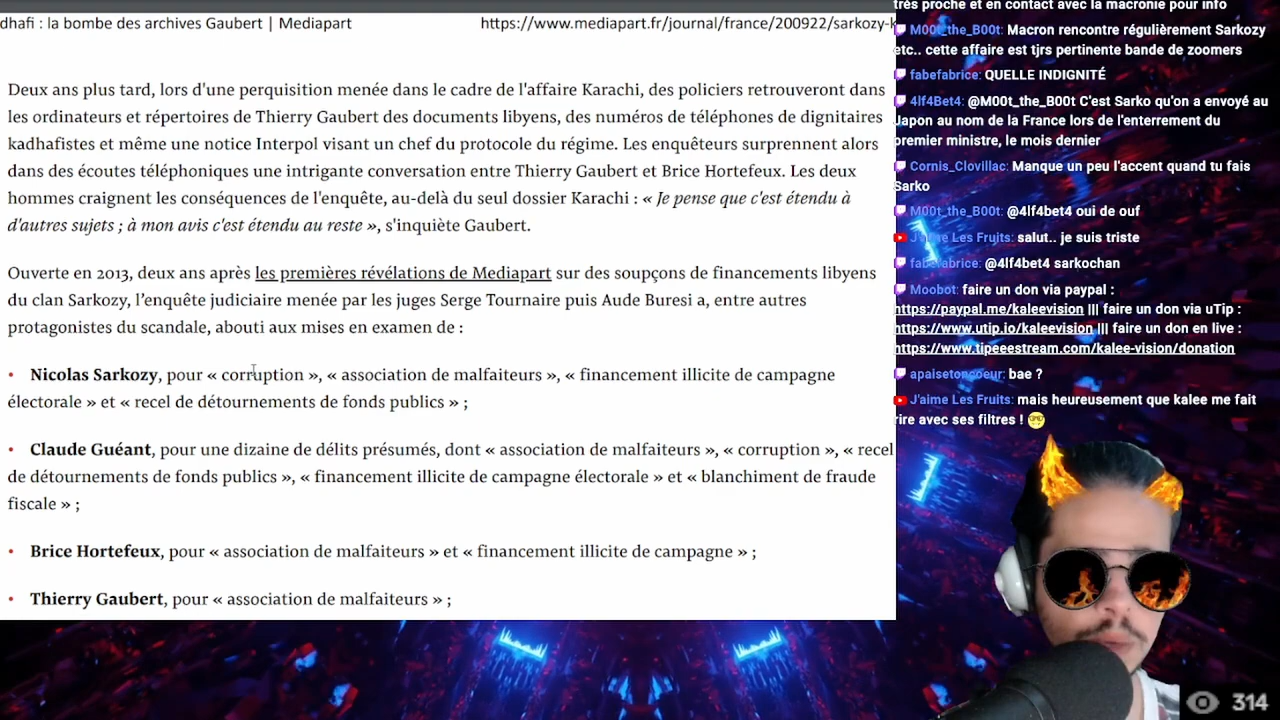 dhafi : la bombe des archives Gaubert | Mediapart
https://www.mediapart.fr/journal/france/200922/sarkozy-k
Deux ans plus tard, lors d'une perquisition menée dans le cadre de l'affaire Karachi, des policiers retrouveront dans
les ordinateurs et répertoires de Thierry Gaubert des documents libyens, des numéros de téléphones de dignitaires
kadhafistes et même une notice Interpol visant un chef du protocole du régime. Les enquêteurs surprennent alors
dans des écoutes téléphoniques une intrigante conversation entre Thierry Gaubert et Brice Hortefeux. Les deux
hommes craignent les conséquences de l'enquête, au-delà du seul dossier Karachi : « Je pense que c'est étendu à
d'autres sujets ; à mon avis c'est étendu au reste », s'inquiète Gaubert.
Ouverte en 2013, deux ans après les premières révélations de Mediapart sur des soupçons de financements libyens
du clan Sarkozy, l'enquête judiciaire menée par les juges Serge Tournaire puis Aude Buresi a, entre autres
protagonistes du scandale, abouti aux mises en examen de :
• Nicolas Sarkozy, pour « corruption », « association de malfaiteurs », « financement illicite de campagne
électorale » et « recel de détournements de fonds publics » ;
• Claude Guéant, pour une dizaine de délits présumés, dont « association de malfaiteurs », « corruption », « recel
de détournements de fonds publics », « financement illicite de campagne électorale » et « blanchiment de fraude
fiscale » ;
• Brice Hortefeux, pour « association de malfaiteurs » et « financement illicite de campagne » ;
• Thierry Gaubert, pour « association de malfaiteurs » ;
très proche et en contact avec la macronie pour info
M00t_the_B00t: Macron rencontre régulièrement Sarkozy
etc.. cette affaire est tjrs pertinente bande de zoomers
fabefabrice: QUELLE INDIGNITÉ
4lf4Bet4: @M00t_the_B00t C'est Sarko qu'on a envoyé au
Japon au nom de la France lors de l'enterrement du
premier ministre, le mois dernier
Cornis_Clovillac: Manque un peu l'accent quand tu fais
Sarko
M00t_the_B00t: @4lf4bet4 oui de ouf
J'aime Les Fruits: salut.. je suis triste
fabefabrice: @4lf4bet4 sarkochan
Moobot: faire un don via paypal :
https://paypal.me/kaleevision ||| faire un don via uTip :
https://www.utip.io/kaleevision ||| faire un don en live :
https://www.tipeeestream.com/kalee-vision/donation
apaisetoncoeur: bae ?
J'aime Les Fruits: mais heureusement que kalee me fait
rire avec ses filtres ! 🤓
314